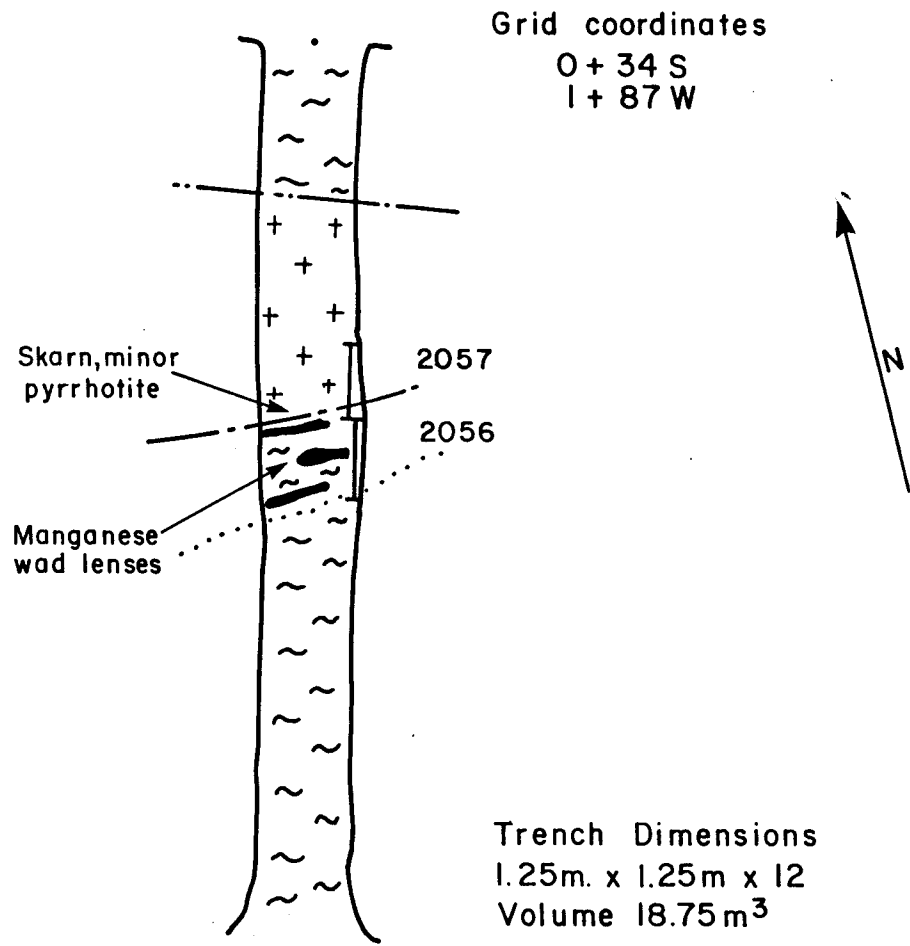 Grid coordinates
0 + 34 S
1 + 87 W
N
Skarn, minor
pyrrhotite
2057
2056
Manganese
wad lenses
Trench Dimensions
1.25m. x 1.25m x 12
Volume 18.75m³